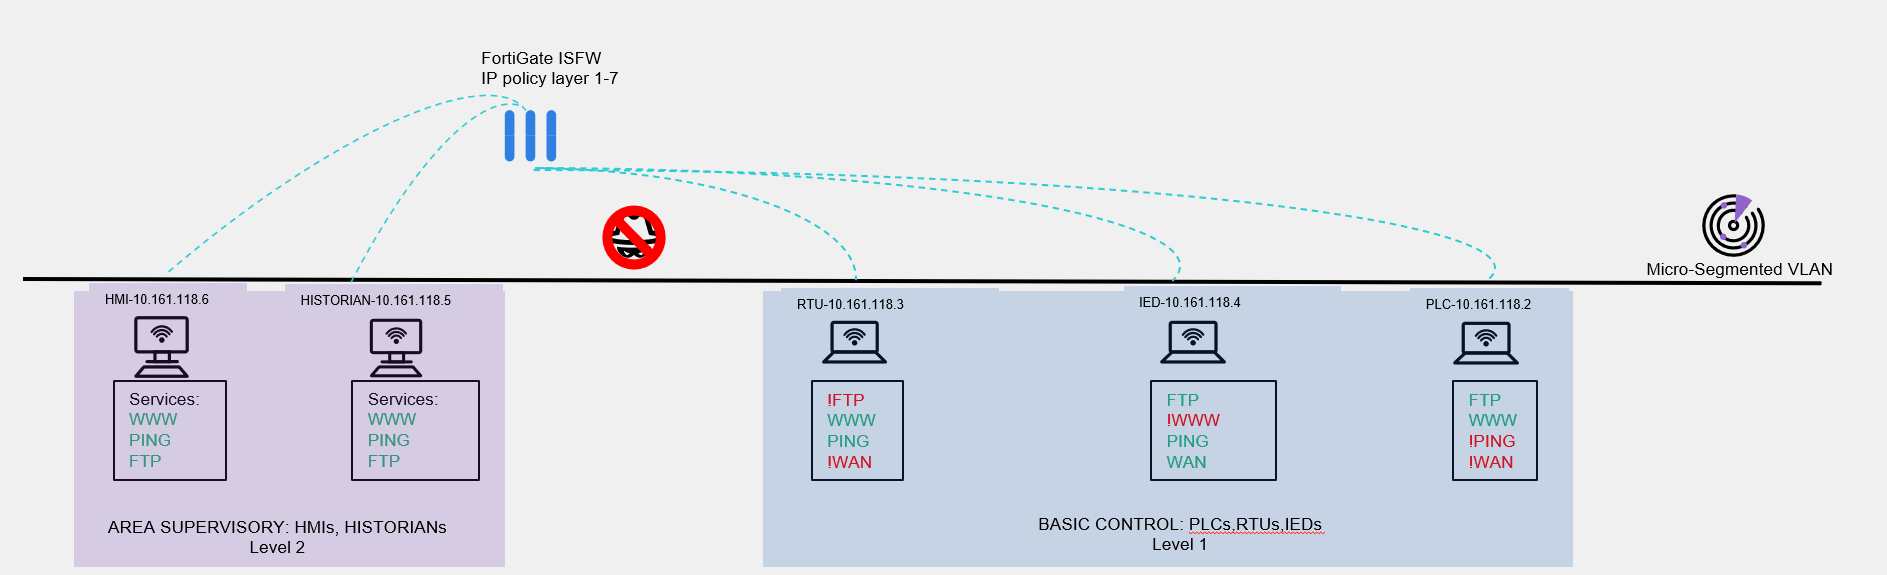 FortiGate ISFW
IP policy layer 1-7
Micro-Segmented VLAN
HMI-10.161.118.6
HISTORIAN-10.161.118.5
RTU-10.161.118.3
IED-10.161.118.4
PLC-10.161.118.2
Services:
WWW
PING
FTP
Services:
WWW
PING
FTP
!FTP
WWW
PING
!WAN
FTP
!WWW
PING
WAN
FTP
WWW
!PING
!WAN
AREA SUPERVISORY: HMIs, HISTORIANs
Level 2
BASIC CONTROL: PLCs,RTUs,IEDs
Level 1